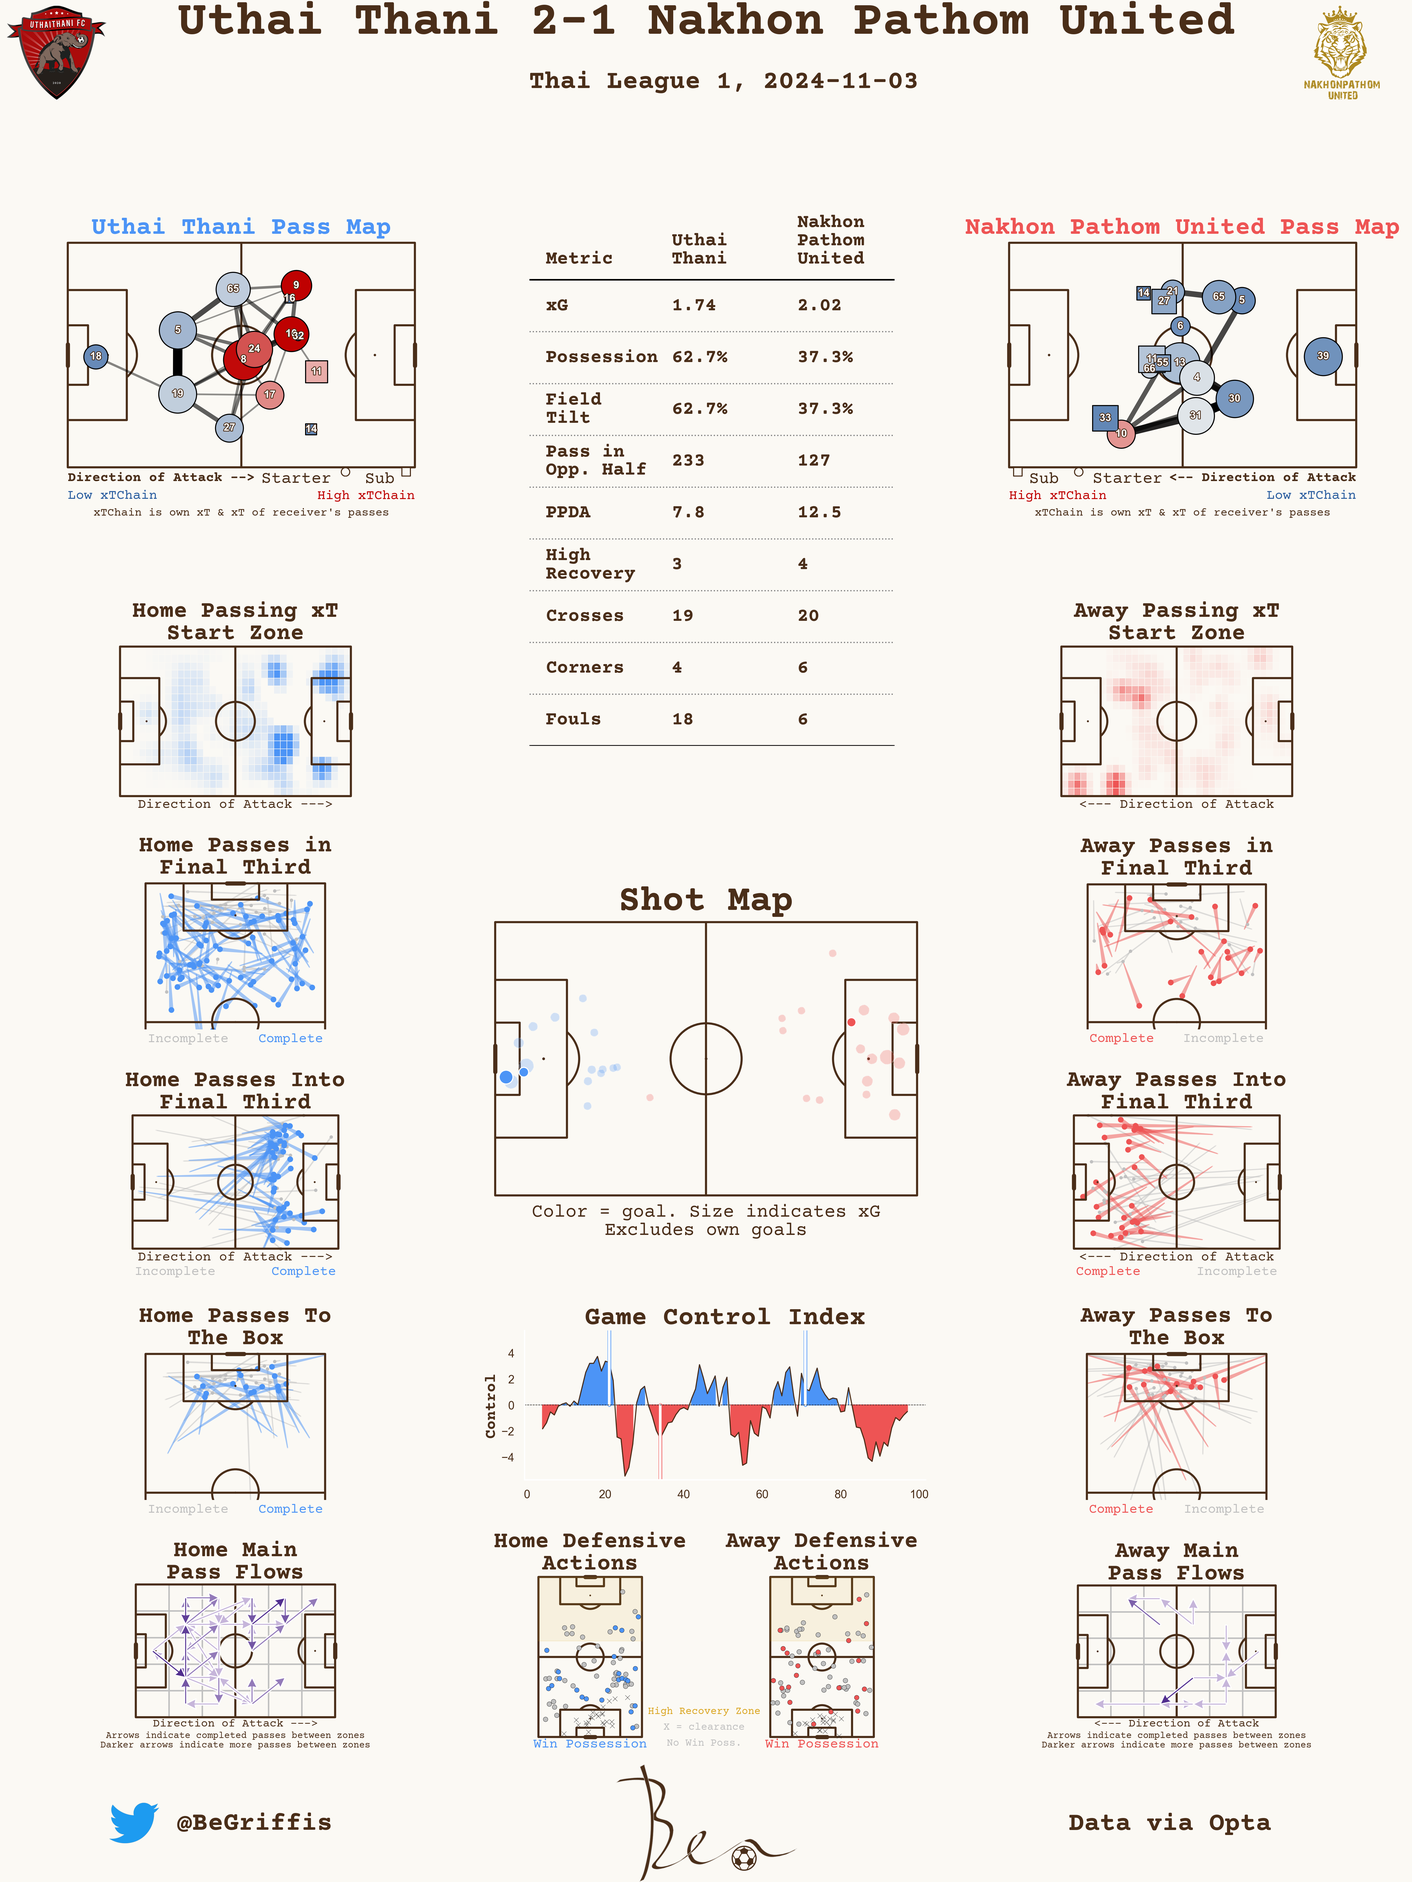 Uthai Thani 2-1 Nakhon Pathom United
Thai League 1, 2024-11-03
UTHAITHANI FC
NAKHONPATHOM
UNITED
Uthai Thani Pass Map
65
9
16
5
32
24
8
18
11
19
17
27
14
Direction of Attack --> Starter Sub
Low xTChain High xTChain
xTChain is own xT & xT of receiver's passes
Metric Uthai Thani Nakhon Pathom United
xG 1.74 2.02
Possession 62.7% 37.3%
Field Tilt 62.7% 37.3%
Pass in Opp. Half 233 127
PPDA 7.8 12.5
High Recovery 3 4
Crosses 19 20
Corners 4 6
Fouls 18 6
Nakhon Pathom United Pass Map
14
27
21
65
5
6
11
66
55
13
39
4
30
33
31
10
Sub Starter <-- Direction of Attack
High xTChain Low xTChain
xTChain is own xT & xT of receiver's passes
Home Passing xT
Start Zone
Direction of Attack --->
Away Passing xT
Start Zone
<--- Direction of Attack
Home Passes in
Final Third
Incomplete Complete
Away Passes in
Final Third
Complete Incomplete
Shot Map
Color = goal. Size indicates xG
Excludes own goals
Home Passes Into
Final Third
Direction of Attack --->
Incomplete Complete
Away Passes Into
Final Third
<--- Direction of Attack
Complete Incomplete
Home Passes To
The Box
Incomplete Complete
Game Control Index
Control
4
2
0
−2
−4
0 20 40 60 80 100
Away Passes To
The Box
Complete Incomplete
Home Main
Pass Flows
Direction of Attack --->
Arrows indicate completed passes between zones
Darker arrows indicate more passes between zones
Home Defensive
Actions
Win Possession
High Recovery Zone
X = clearance
No Win Poss.
Away Defensive
Actions
Win Possession
Away Main
Pass Flows
<--- Direction of Attack
Arrows indicate completed passes between zones
Darker arrows indicate more passes between zones
@BeGriffis
Ben
Data via Opta